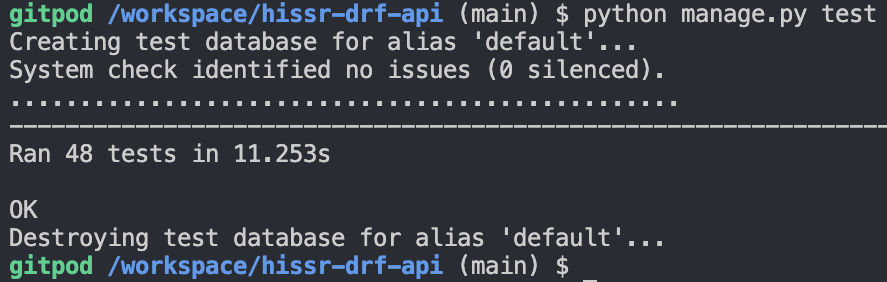 gitpod /workspace/hissr-drf-api (main) $ python manage.py test
Creating test database for alias 'default'...
System check identified no issues (0 silenced).
................................................
----------------------------------------------------------------------
Ran 48 tests in 11.253s

OK
Destroying test database for alias 'default'...
gitpod /workspace/hissr-drf-api (main) $